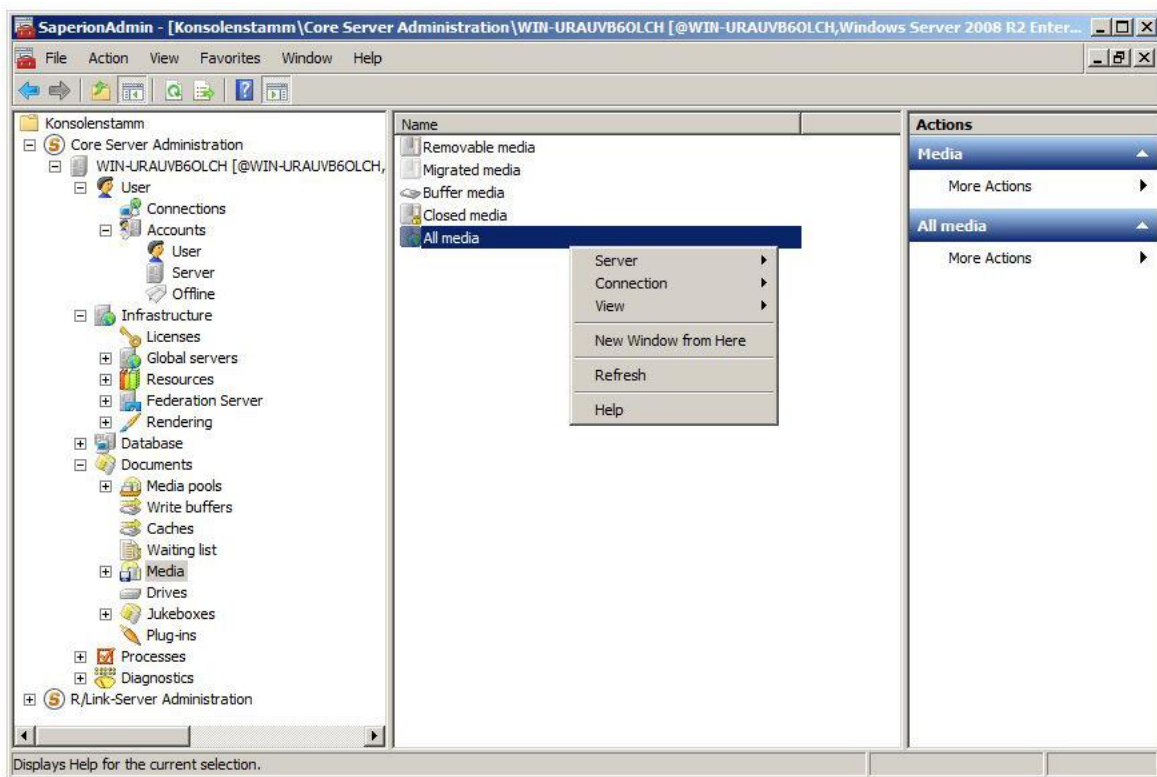 SaperionAdmin - [Konsolenstamm\Core Server Administration\WIN-URAUVB6OLCH [@WIN-URAUVB6OLCH,Windows Server 2008 R2 Enter...
File Action View Favorites Window Help
Konsolenstamm
Core Server Administration
WIN-URAUVB6OLCH [@WIN-URAUVB6OLCH,
User
Connections
Accounts
User
Server
Offline
Infrastructure
Licenses
Global servers
Resources
Federation Server
Rendering
Database
Documents
Media pools
Write buffers
Caches
Waiting list
Media
Drives
Jukeboxes
Plug-ins
Processes
Diagnostics
R/Link-Server Administration
Name
Removable media
Migrated media
Buffer media
Closed media
All media
Server
Connection
View
New Window from Here
Refresh
Help
Actions
Media
More Actions
All media
More Actions
Displays Help for the current selection.